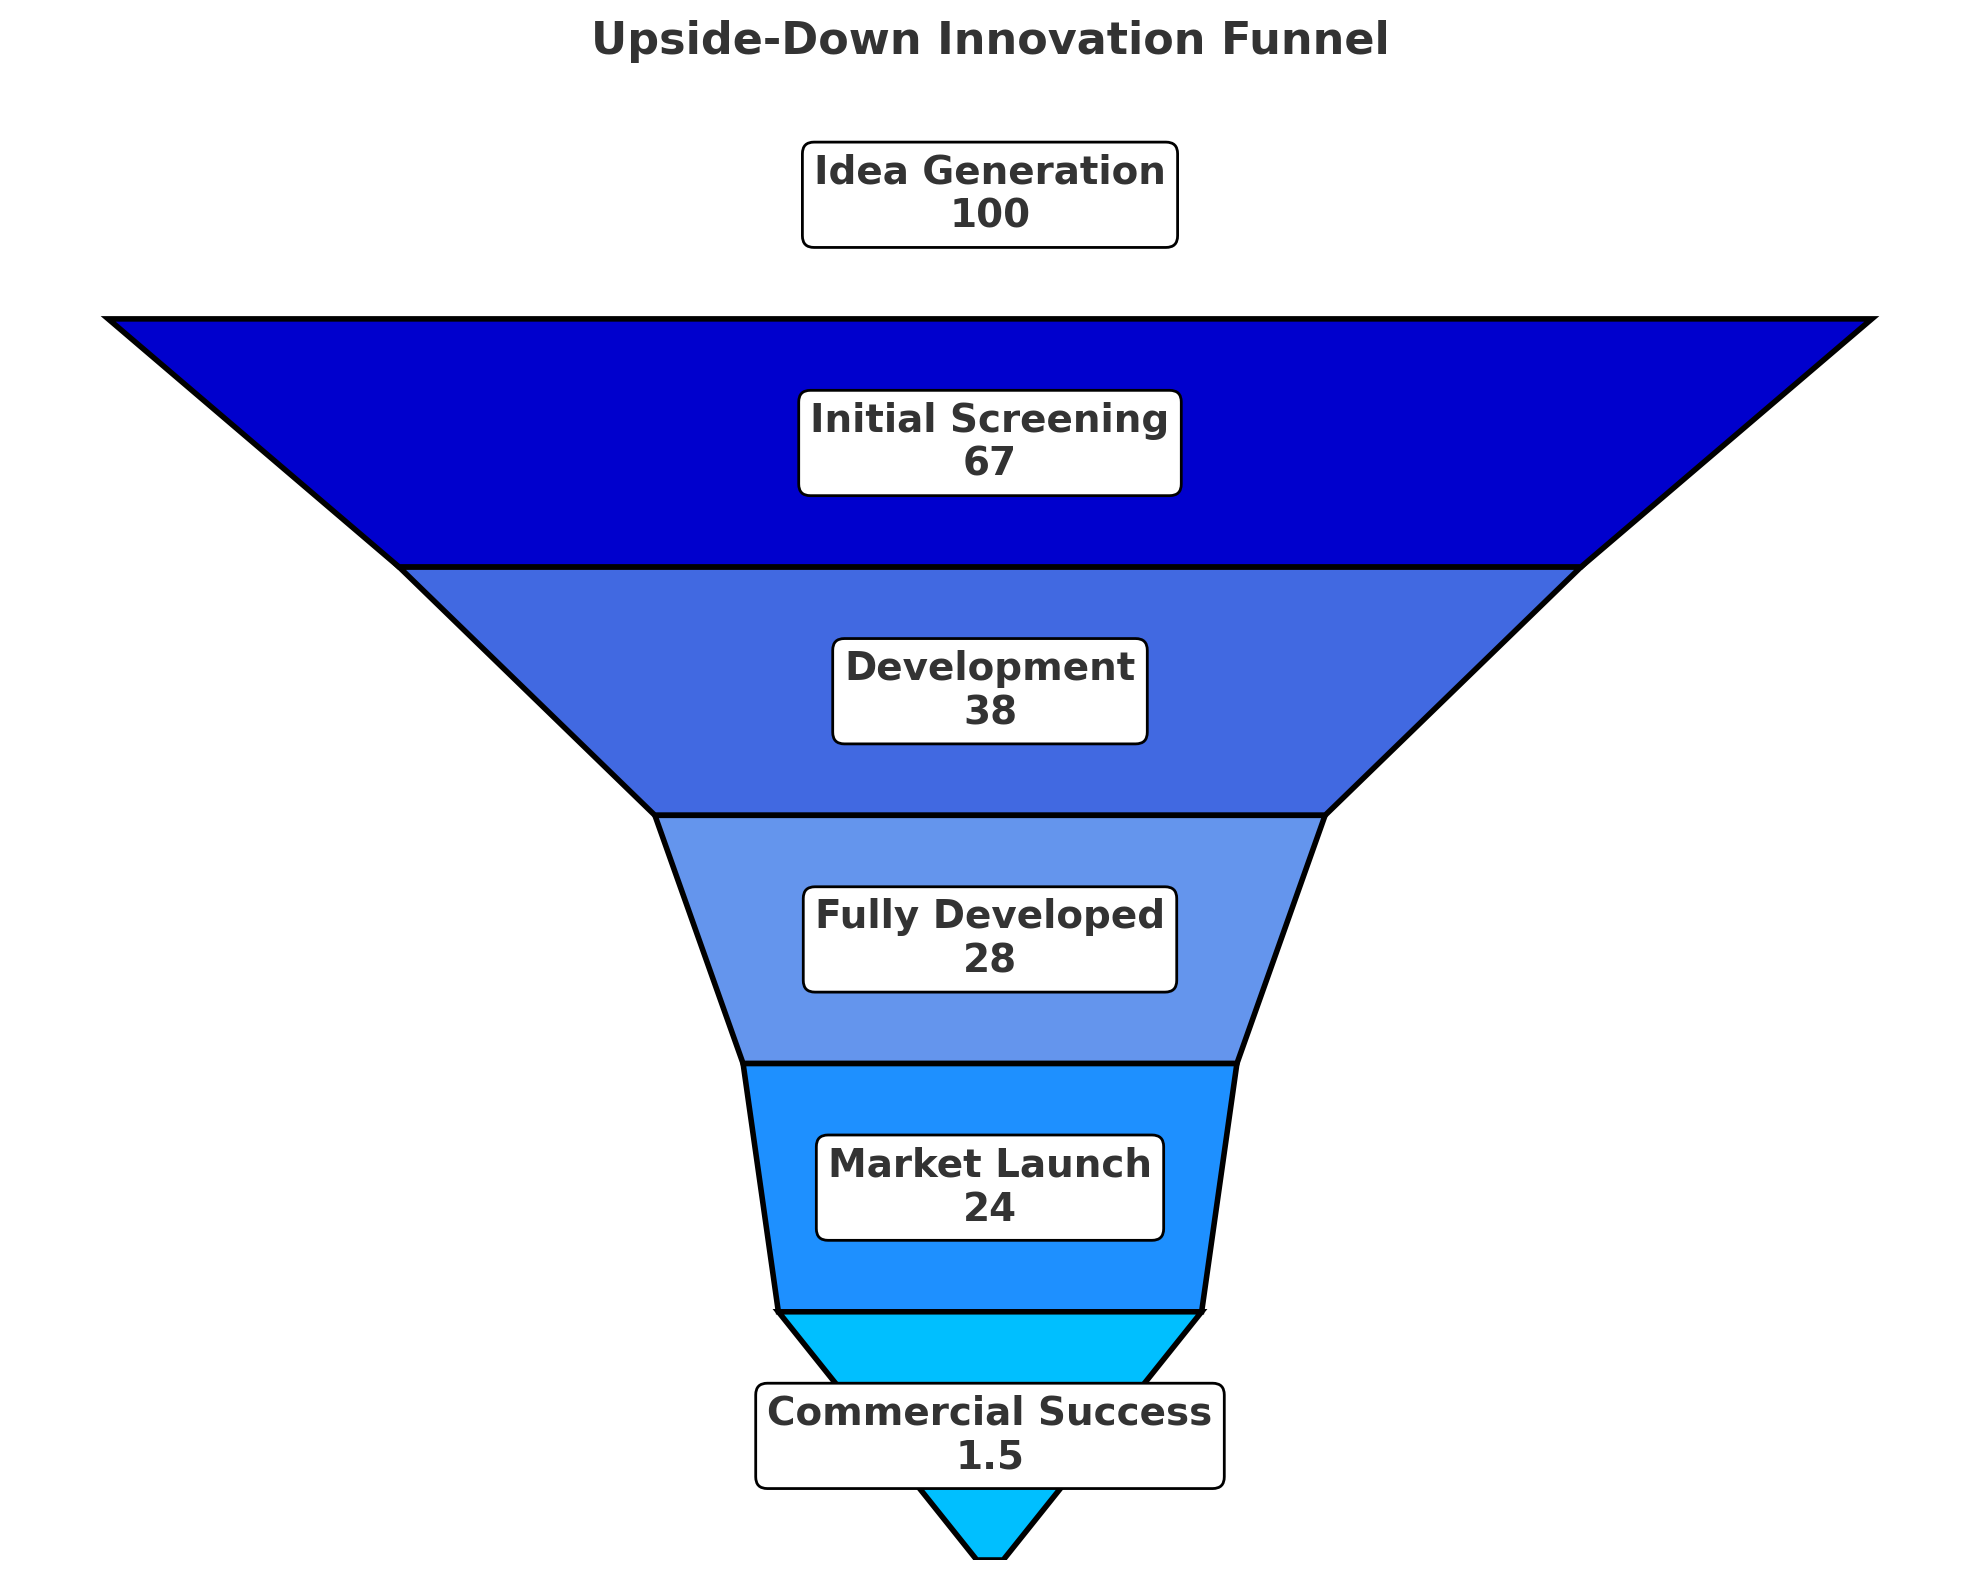 Upside-Down Innovation Funnel
Idea Generation
100
Initial Screening
67
Development
38
Fully Developed
28
Market Launch
24
Commercial Success
1.5